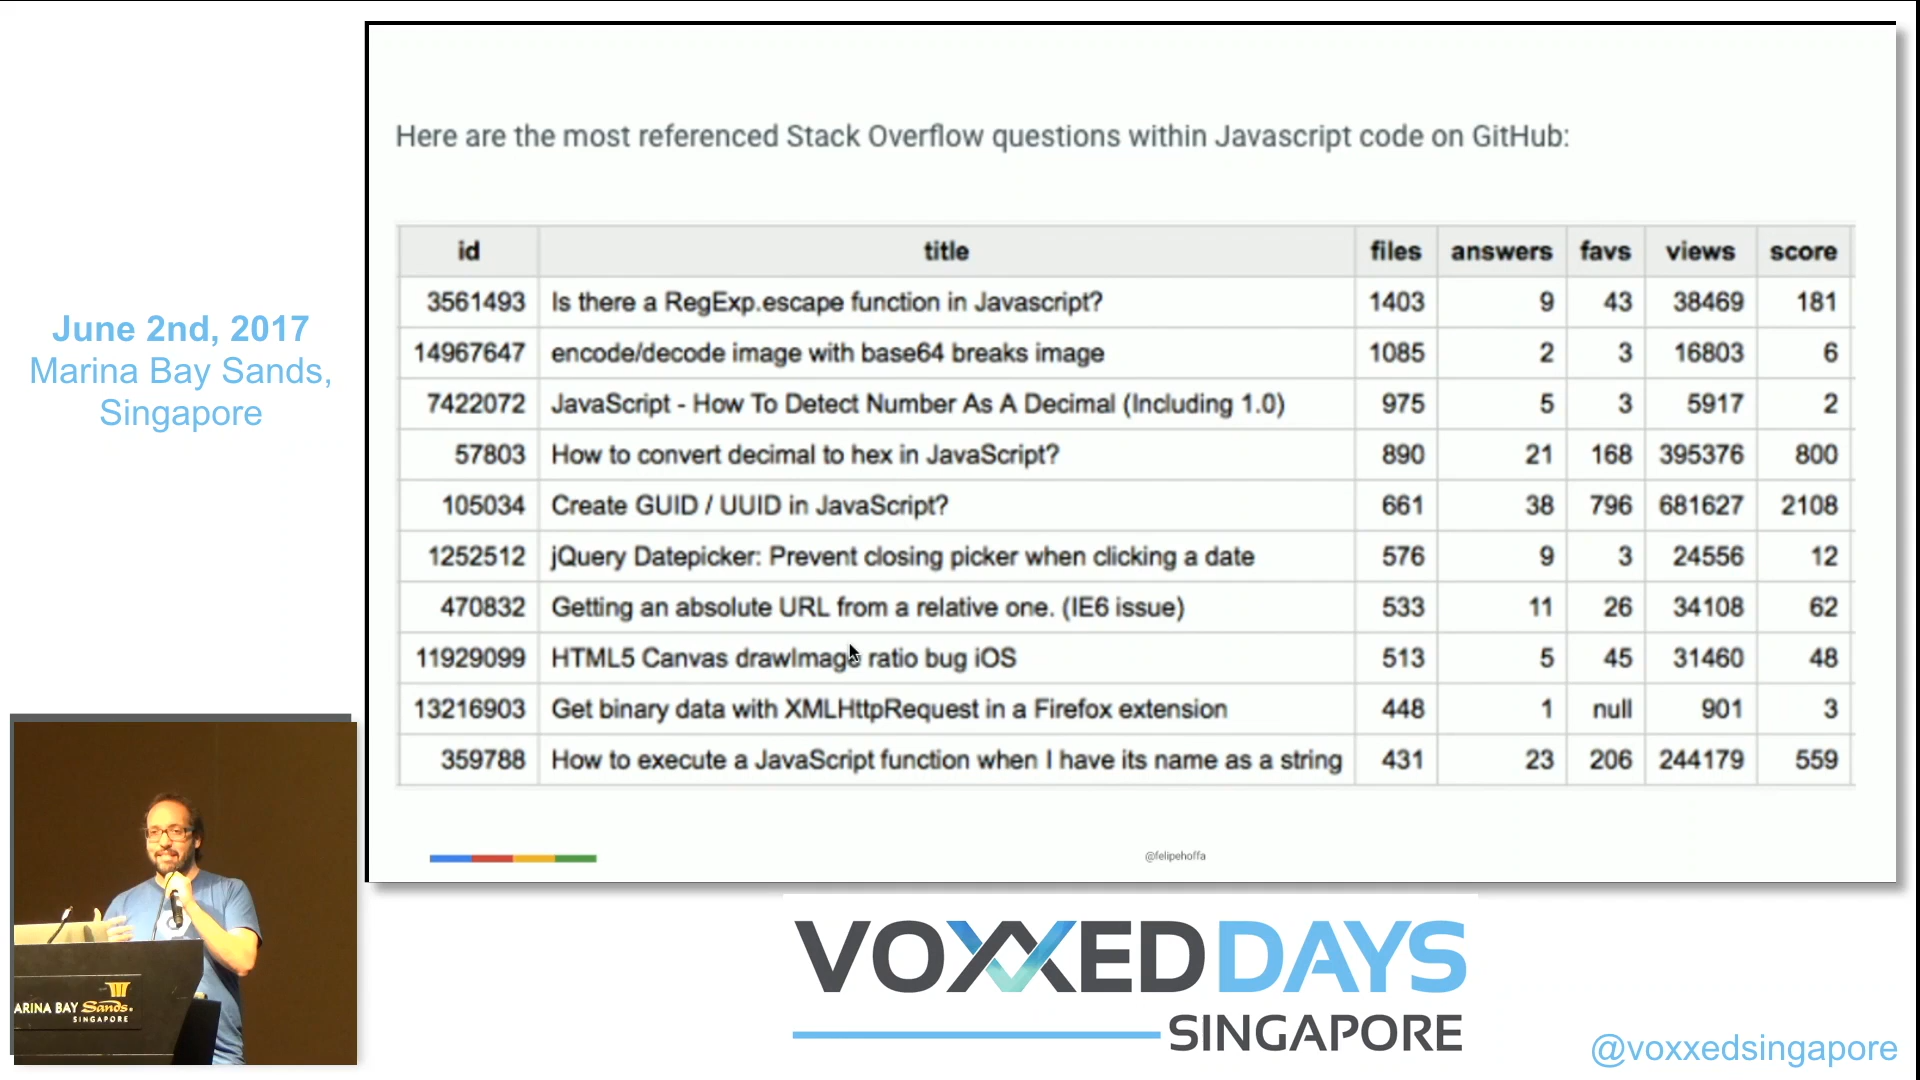 June 2nd, 2017
Marina Bay Sands,
Singapore
Here are the most referenced Stack Overflow questions within Javascript code on GitHub:
id title files answers favs views score
3561493 Is there a RegExp.escape function in Javascript? 1403 9 43 38469 181
14967647 encode/decode image with base64 breaks image 1085 2 3 16803 6
7422072 JavaScript - How To Detect Number As A Decimal (Including 1.0) 975 5 3 5917 2
57803 How to convert decimal to hex in JavaScript? 890 21 168 395376 800
105034 Create GUID / UUID in JavaScript? 661 38 796 681627 2108
1252512 jQuery Datepicker: Prevent closing picker when clicking a date 576 9 3 24556 12
470832 Getting an absolute URL from a relative one. (IE6 issue) 533 11 26 34108 62
11929099 HTML5 Canvas drawImage ratio bug iOS 513 5 45 31460 48
13216903 Get binary data with XMLHttpRequest in a Firefox extension 448 1 null 901 3
359788 How to execute a JavaScript function when I have its name as a string 431 23 206 244179 559
@felipehoffa
ARINA BAY Sands.
SINGAPORE
VOXXED DAYS
SINGAPORE
@voxxedsingapore